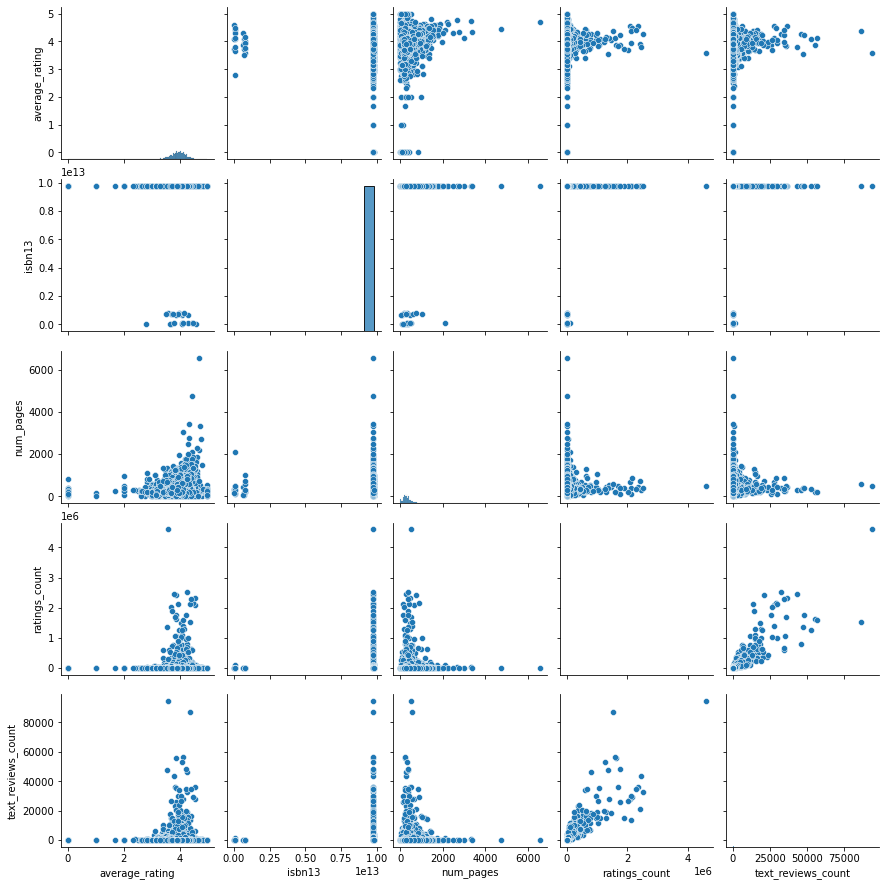 5
4
3
2
1
0
average_rating
1e13
1.0
0.8
0.6
0.4
0.2
0.0
isbn13
6000
4000
2000
0
num_pages
1e6
4
3
2
1
0
ratings_count
80000
60000
40000
20000
0
text_reviews_count
0 2 4
average_rating
0.00 0.25 0.50 0.75 1.00
isbn13 1e13
0 2000 4000 6000
num_pages
0 2 4
ratings_count 1e6
0 25000 50000 75000
text_reviews_count